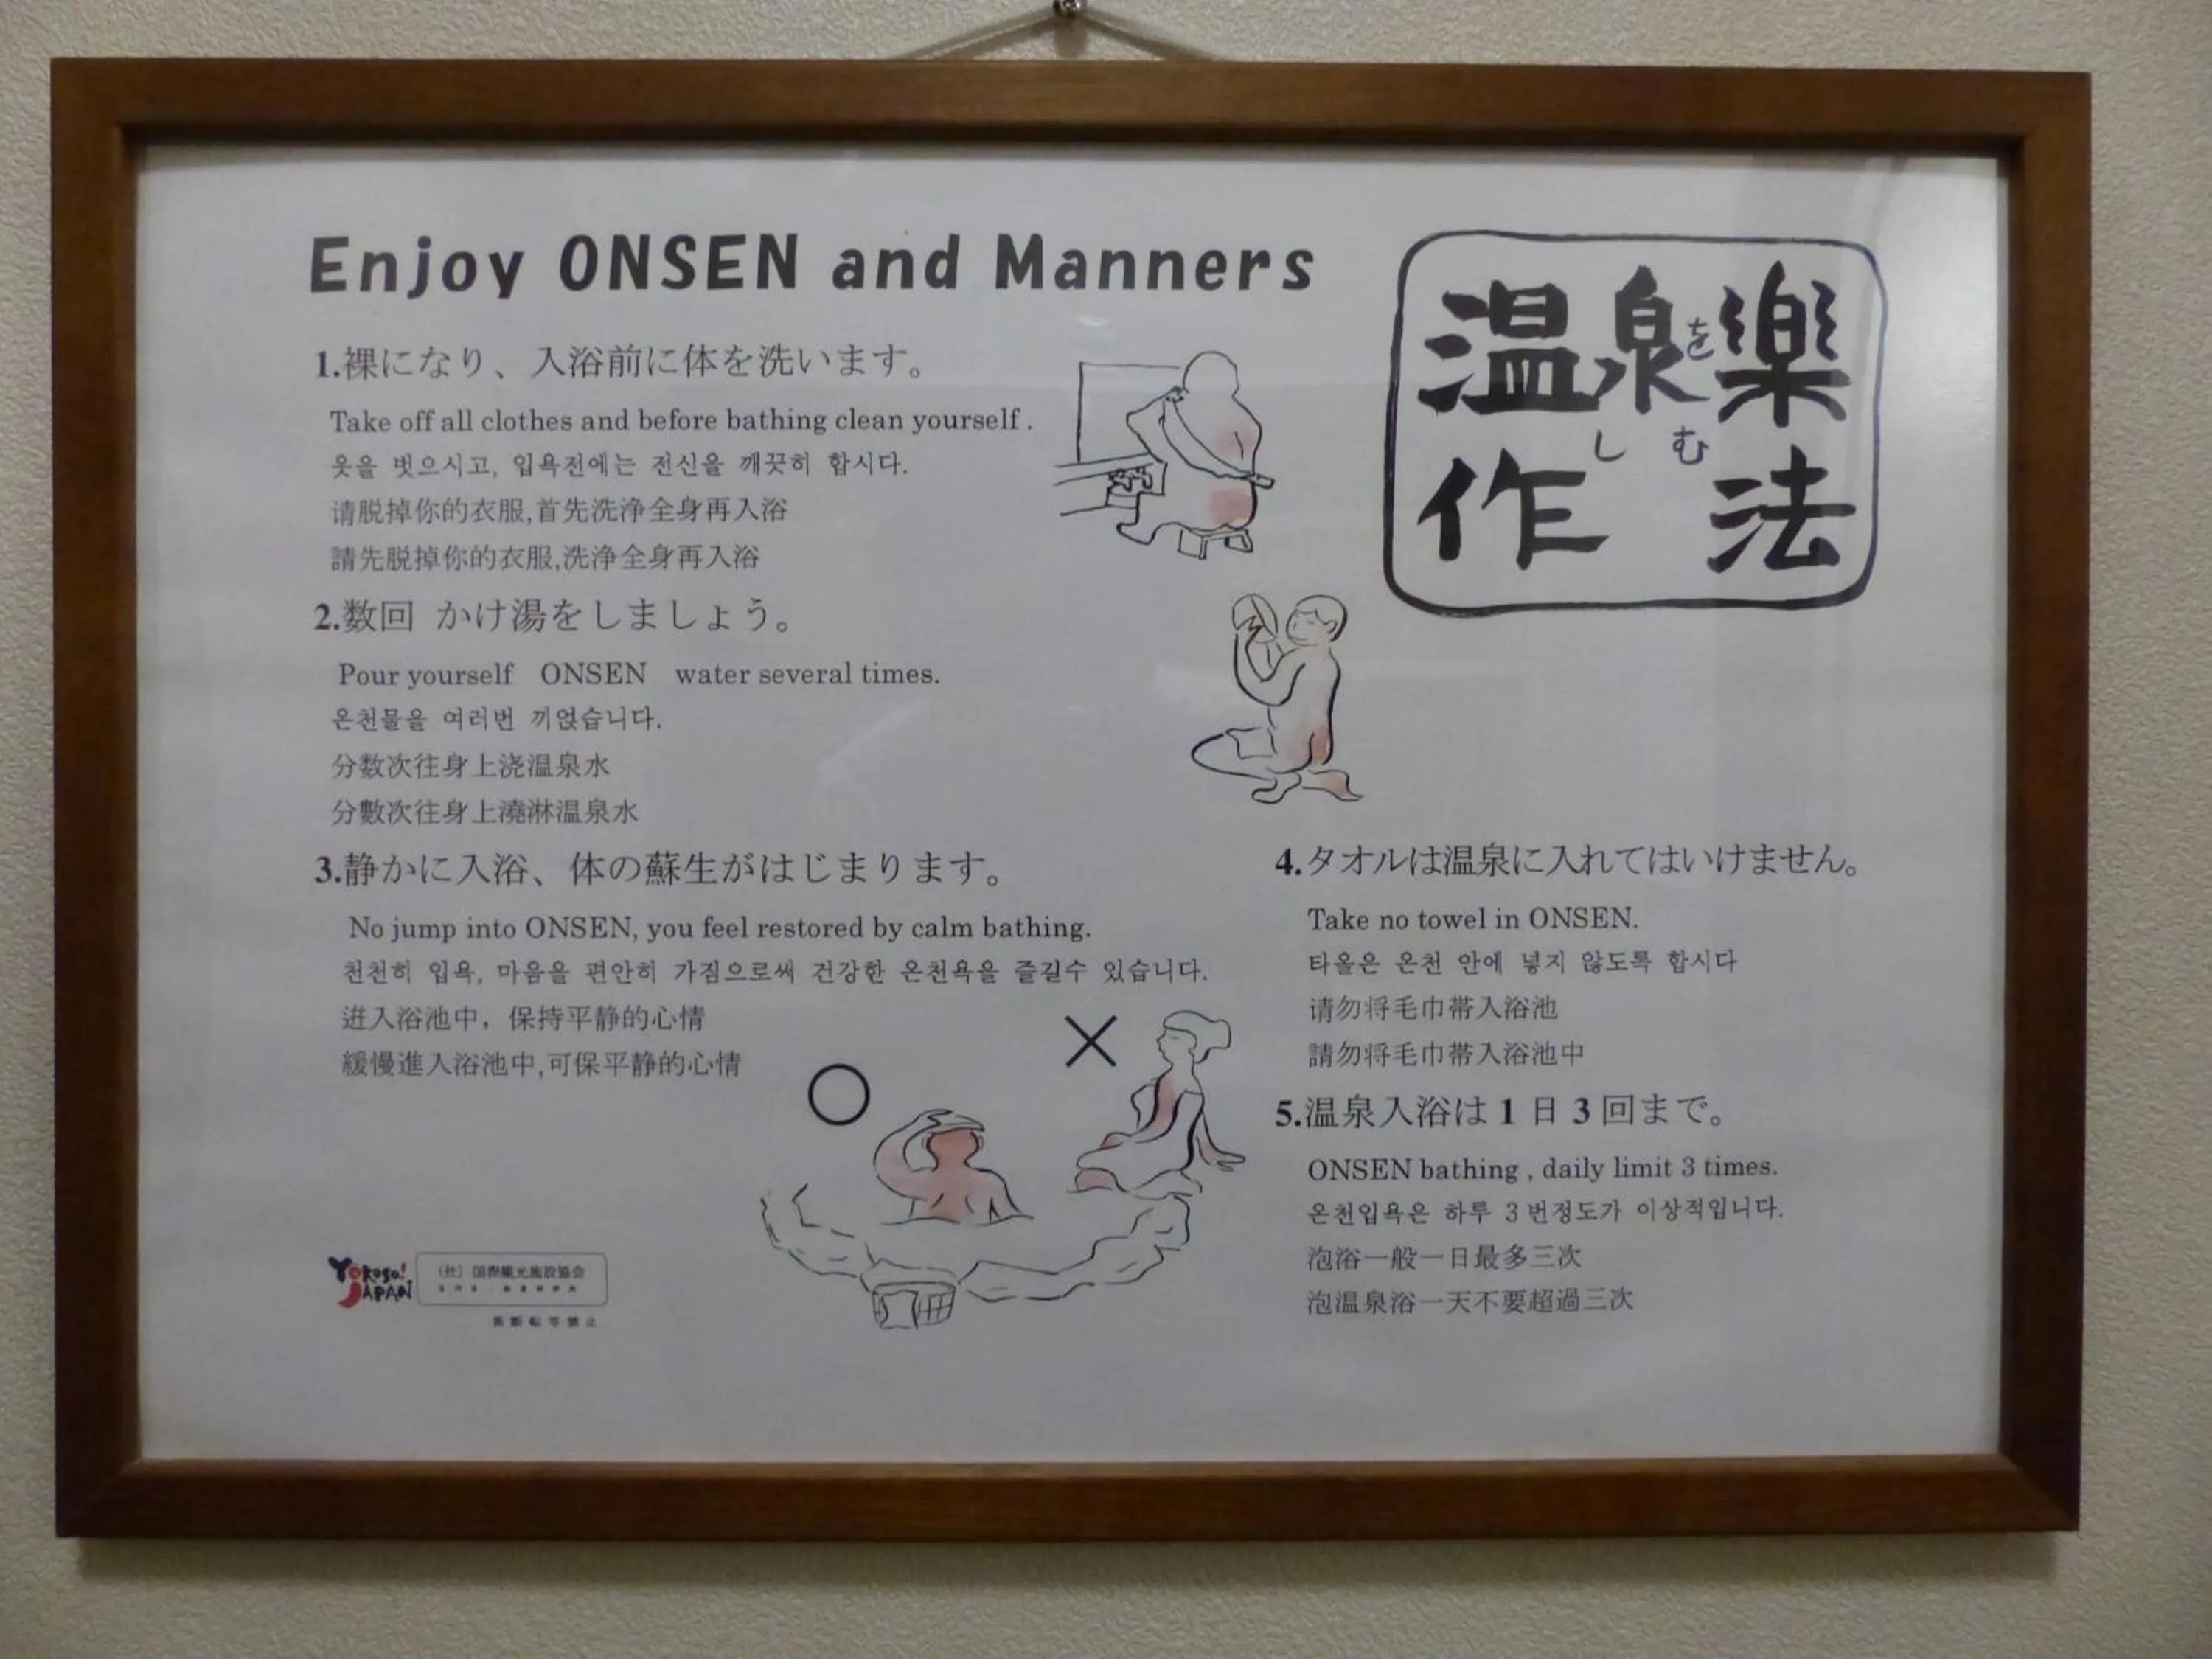 Enjoy ONSEN and Manners
温泉を樂
しむ
作法
1.裸になり、入浴前に体を洗います。
Take off all clothes and before bathing clean yourself .
옷을 벗으시고, 입욕전에는 전신을 깨끗히 합시다.
请脱掉你的衣服,首先洗净全身再入浴
請先脱掉你的衣服,洗浄全身再入浴
2.数回 かけ湯をしましょう。
Pour yourself ONSEN water several times.
온천물을 여러번 끼얹습니다.
分数次往身上浇温泉水
分數次往身上澆淋温泉水
3.静かに入浴、体の蘇生がはじまります。
No jump into ONSEN, you feel restored by calm bathing.
천천히 입욕, 마음을 편안히 가짐으로써 건강한 온천욕을 즐길수 있습니다.
进入浴池中，保持平静的心情
緩慢進入浴池中,可保平静的心情
4.タオルは温泉に入れてはいけません。
Take no towel in ONSEN.
타올은 온천 안에 넣지 않도록 합시다
请勿将毛巾带入浴池
請勿将毛巾帯入浴池中
5.温泉入浴は 1 日 3 回まで。
ONSEN bathing , daily limit 3 times.
온천입욕은 하루 3 번정도가 이상적입니다.
泡浴一般一日最多三次
泡温泉浴一天不要超過三次
Yokoso! JAPAN
（社）国際観光施設協会